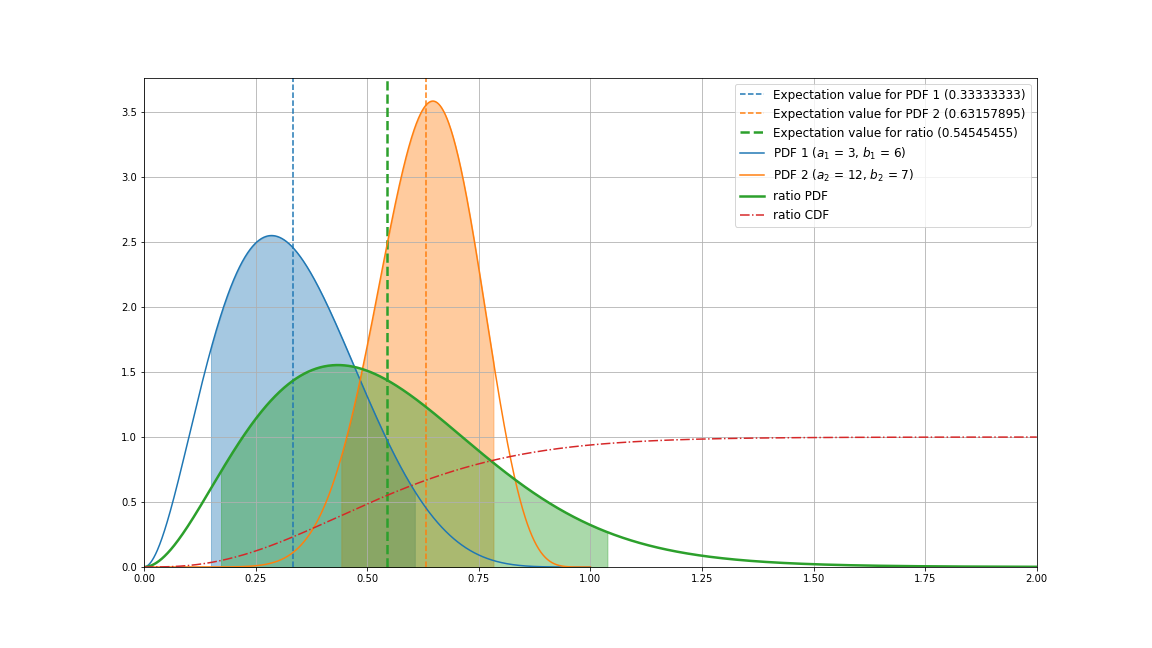 Expectation value for PDF 1 (0.33333333)
Expectation value for PDF 2 (0.63157895)
Expectation value for ratio (0.54545455)
PDF 1 (a₁ = 3, b₁ = 6)
PDF 2 (a₂ = 12, b₂ = 7)
ratio PDF
ratio CDF
3.5
3.0
2.5
2.0
1.5
1.0
0.5
0.0
0.00 0.25 0.50 0.75 1.00 1.25 1.50 1.75 2.00